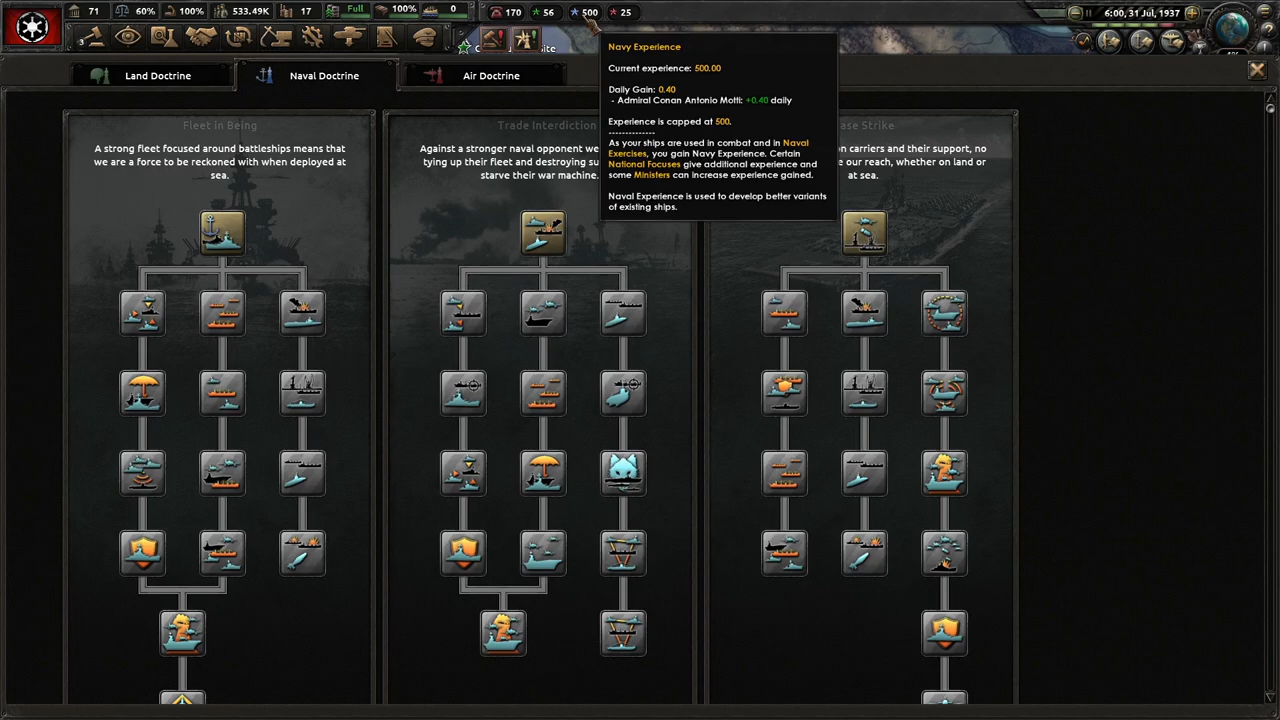 71
60%
100%
533.49K
17
Full
100%
0
170
56
500
25
6:00, 31 Jul, 1937
3
Land Doctrine
Naval Doctrine
Air Doctrine
Navy Experience
Current experience: 500.00
Daily Gain: 0.40
- Admiral Conan Antonio Motti: +0.40 daily
Experience is capped at 500.
--------------
As your ships are used in combat and in Naval
Exercises, you gain Navy Experience. Certain
National Focuses give additional experience and
some Ministers can increase experience gained.
Naval Experience is used to develop better variants
of existing ships.
Fleet in Being
A strong fleet focused around battleships means that
we are a force to be reckoned with when deployed at
sea.
Trade Interdiction
Against a stronger naval opponent we
tying up their fleet and destroying su
starve their war machine.
ase Strike
on carriers and their support, no
e our reach, whether on land or
at sea.